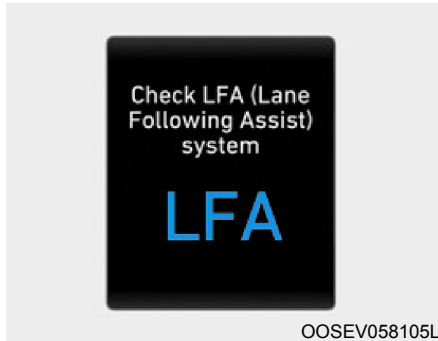 Check LFA (Lane
Following Assist)
system
LFA
OOSEV058105L